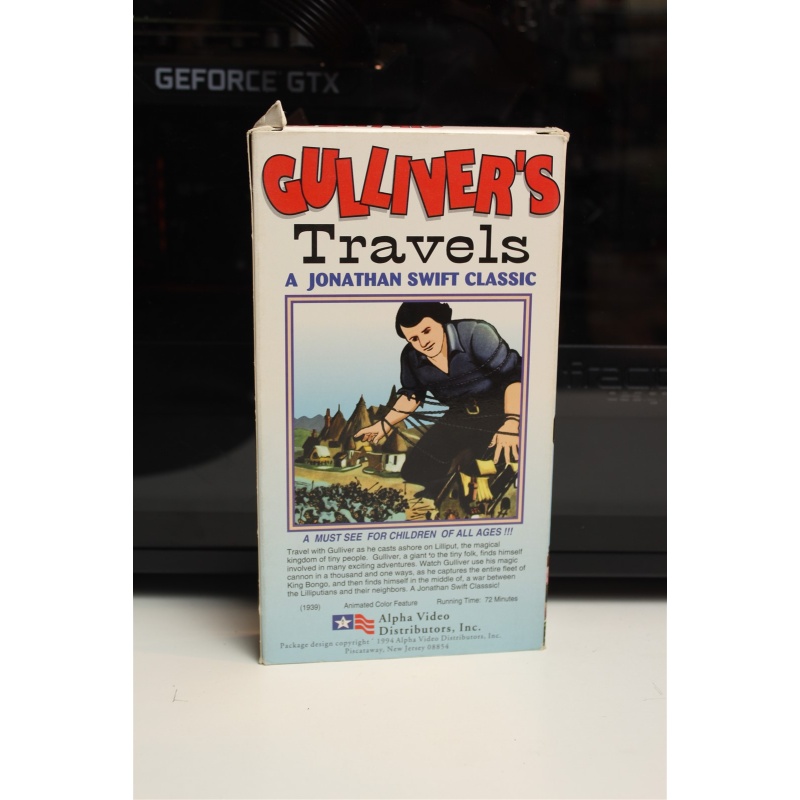 GEFORCE GTX
GULLIVER'S
Travels
A JONATHAN SWIFT CLASSIC
A MUST SEE FOR CHILDREN OF ALL AGES !!!
Travel with Gulliver as he casts ashore on Lilliput, the magical
kingdom of tiny people. Gulliver, a giant to the tiny folk, finds himself
involved in many exciting adventures. Watch Gulliver use his magic
cannon in a thousand and one ways, as he captures the entire fleet of
King Bongo, and then finds himself in the middle of, a war between
the Lilliputians and their neighbors. A Jonathan Swift Classsic!
(1939) Animated Color Feature Running Time: 72 Minutes
Alpha Video
Distributors, Inc.
Package design copyright 1994 Alpha Video Distributors, Inc.
Piscataway, New Jersey 08854
design